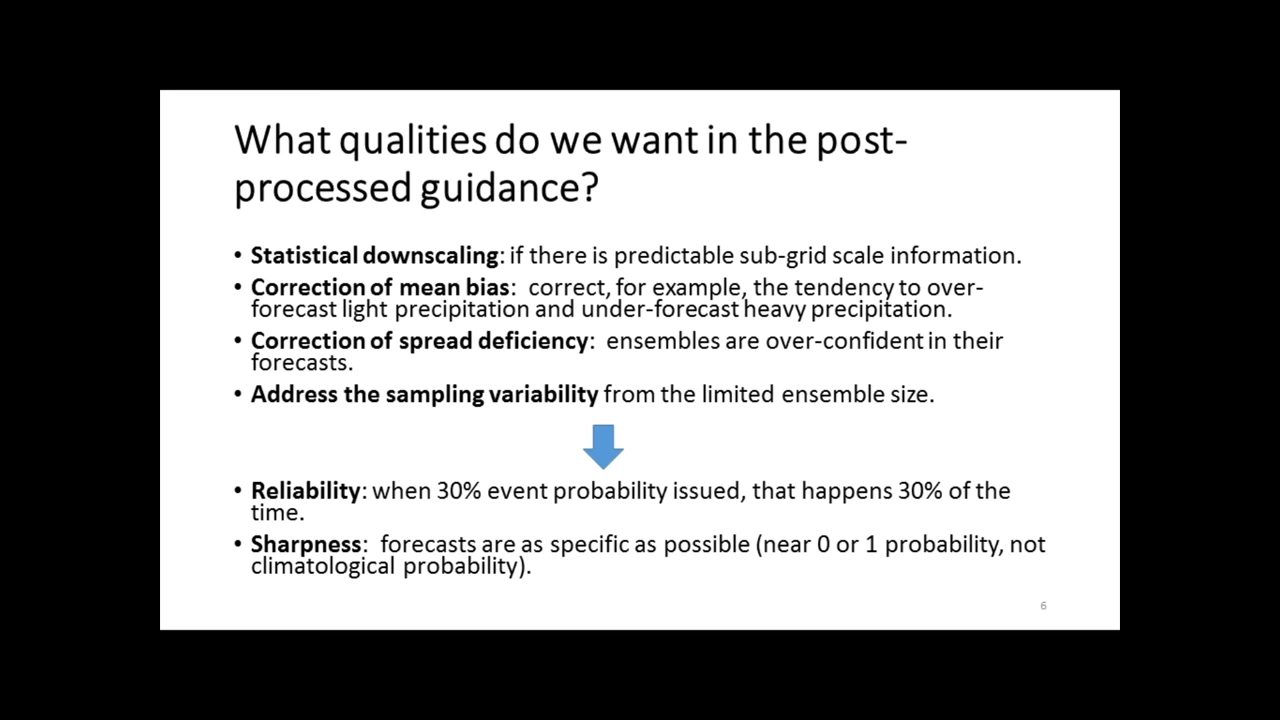 What qualities do we want in the post-
processed guidance?
• Statistical downscaling: if there is predictable sub-grid scale information.
• Correction of mean bias:  correct, for example, the tendency to over-
forecast light precipitation and under-forecast heavy precipitation.
• Correction of spread deficiency:  ensembles are over-confident in their
forecasts.
• Address the sampling variability from the limited ensemble size.
• Reliability: when 30% event probability issued, that happens 30% of the
time.
• Sharpness:  forecasts are as specific as possible (near 0 or 1 probability, not
climatological probability).
6